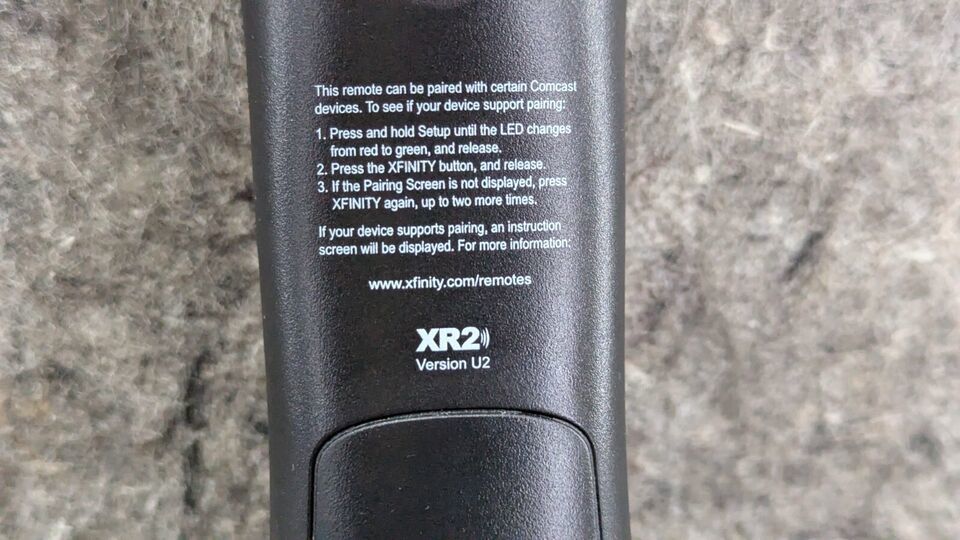 This remote can be paired with certain Comcast
devices. To see if your device support pairing:
1. Press and hold Setup until the LED changes
from red to green, and release.
2. Press the XFINITY button, and release.
3. If the Pairing Screen is not displayed, press
XFINITY again, up to two more times.
If your device supports pairing, an instruction
screen will be displayed. For more information:
www.xfinity.com/remotes
XR2
Version U2